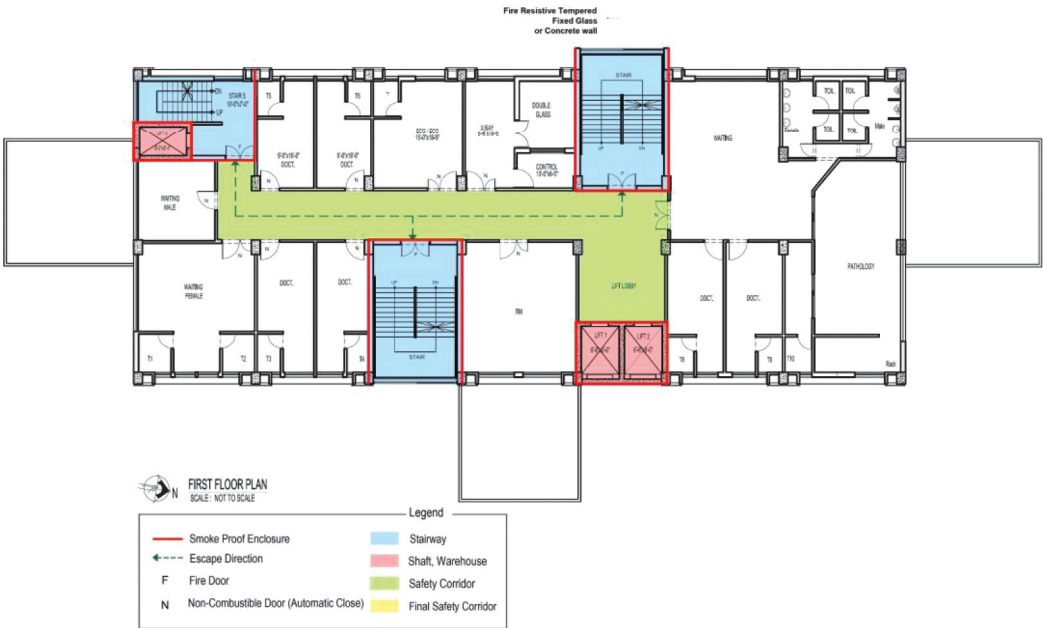 Fire Resistive Tempered
Fixed Glass
or Concrete wall
STAIR 3
DN
UP
T5
T6
T
ECG / ECO
X-RAY
DOUBLE
GLASS
CONTROL
STAIR
UP
DN
F
WAITING
TOIL.
TOIL.
TOIL.
TOIL.
Female
Male
F
DOCT.
DOCT.
N
N
N
N
WAITING
MALE
N
N
N
N
N
F
N
WAITING
FEMALE
DOCT.
DOCT.
UP
DN
STAIR
RM
LIFT LOBBY
LIFT 1
LIFT 2
DOCT.
DOCT.
PATHOLOGY
T1
T2
T3
T4
T8
T9
T10
Rack
N
FIRST FLOOR PLAN
SCALE : NOT TO SCALE
Legend
Smoke Proof Enclosure
Escape Direction
F Fire Door
N Non-Combustible Door (Automatic Close)
Stairway
Shaft, Warehouse
Safety Corridor
Final Safety Corridor